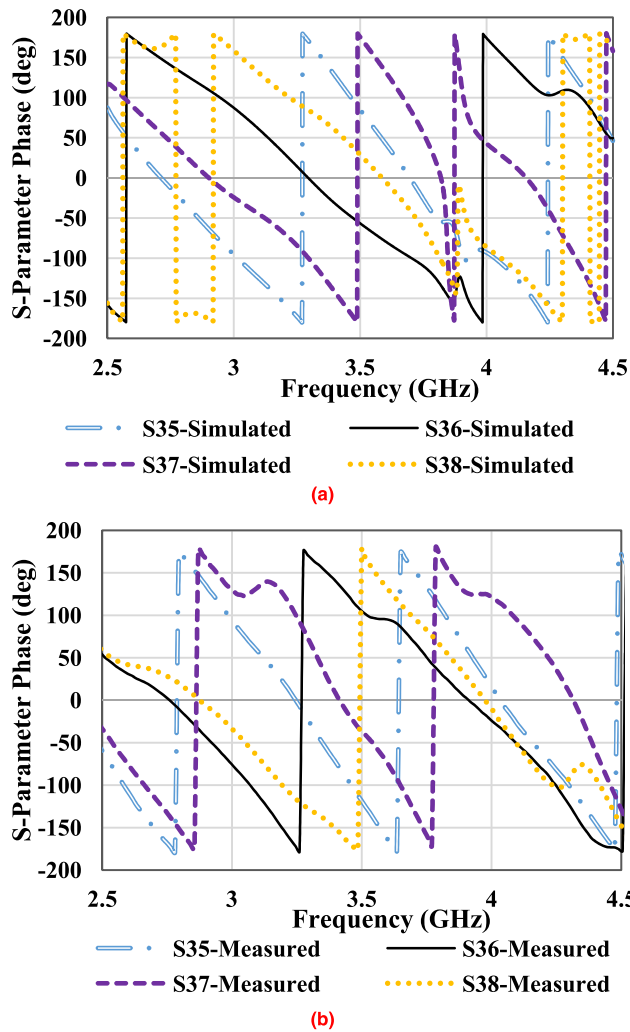 200
150
100
50
0
-50
-100
-150
-200
S-Parameter Phase (deg)
2.5 3 3.5 4 4.5
Frequency (GHz)
S35-Simulated S36-Simulated
S37-Simulated S38-Simulated
(a)
200
150
100
50
0
-50
-100
-150
-200
S-Parameter Phase (deg)
2.5 3 3.5 4 4.5
Frequency (GHz)
S35-Measured S36-Measured
S37-Measured S38-Measured
(b)